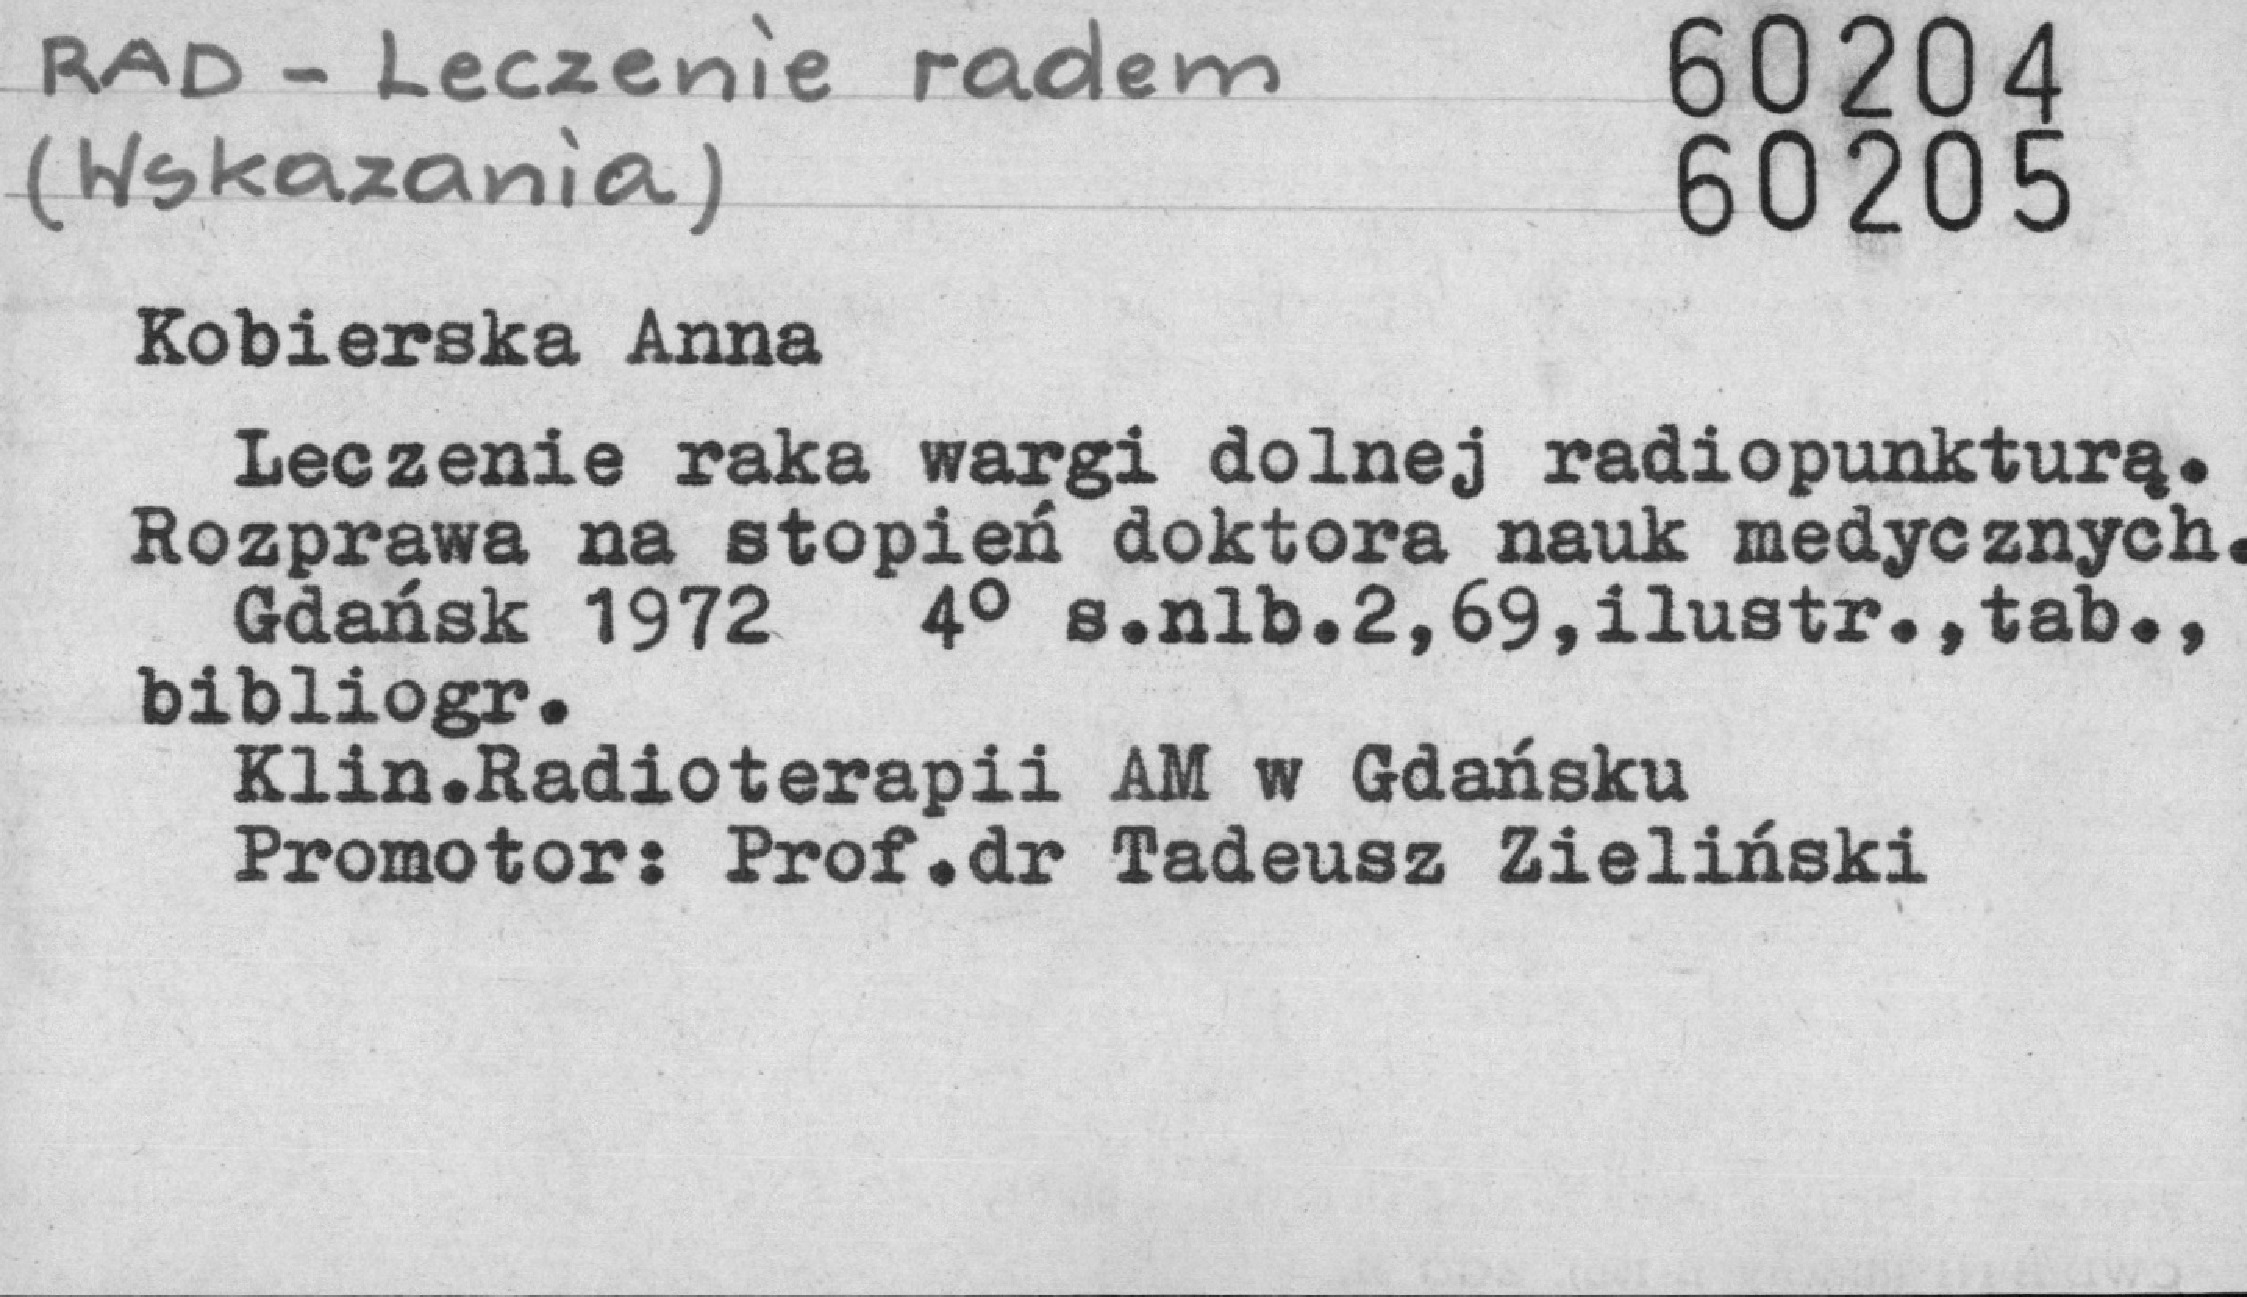 RAD - Leczenie radem
(Wskazania)
60204
60205
Kobierska Anna
Leczenie raka wargi dolnej radiopunkturą.
Rozprawa na stopień doktora nauk medycznych.
Gdańsk 1972 4° s.nlb.2,69,ilustr.,tab.,
bibliogr.
Klin.Radioterapii AM w Gdańsku
Promotor: Prof.dr Tadeusz Zieliński